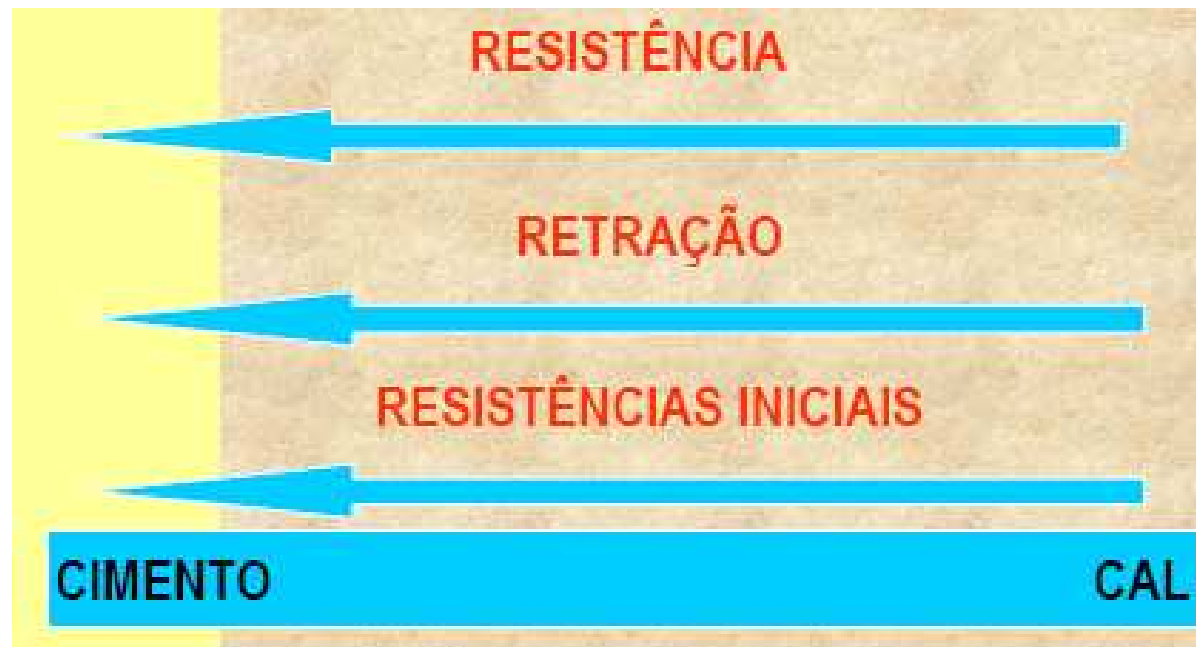 RESISTÊNCIA
RETRAÇÃO
RESISTÊNCIAS INICIAIS
CIMENTO CAL